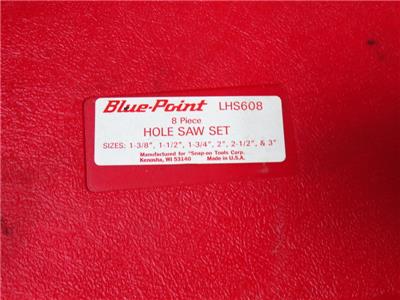 Blue-Point LHS608
8 Piece
HOLE SAW SET
SIZES: 1-3/8", 1-1/2", 1-3/4", 2", 2-1/2", & 3"
Manufactured for "Snap-on Tools Corp.
Kenosha, WI 53140 Made in U.S.A.